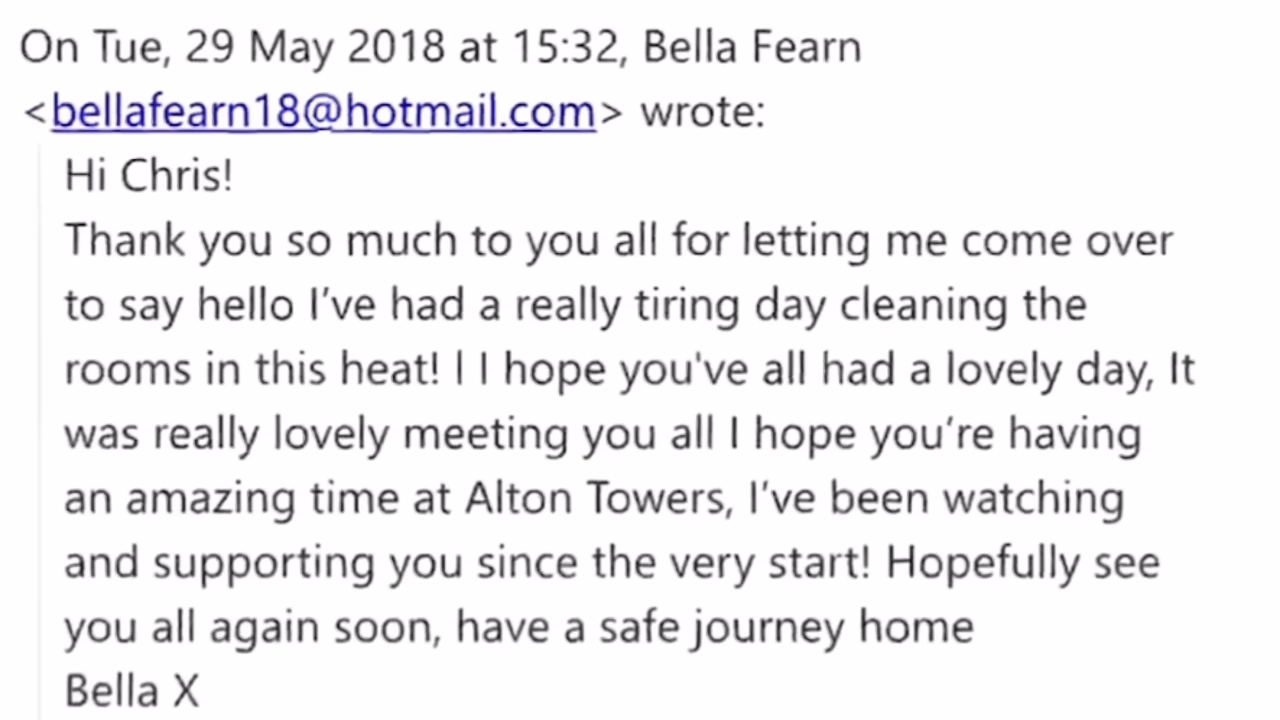 On Tue, 29 May 2018 at 15:32, Bella Fearn
<bellafearn18@hotmail.com> wrote:
Hi Chris!
Thank you so much to you all for letting me come over
to say hello I’ve had a really tiring day cleaning the
rooms in this heat! I I hope you've all had a lovely day, It
was really lovely meeting you all I hope you’re having
an amazing time at Alton Towers, I’ve been watching
and supporting you since the very start! Hopefully see
you all again soon, have a safe journey home
Bella X